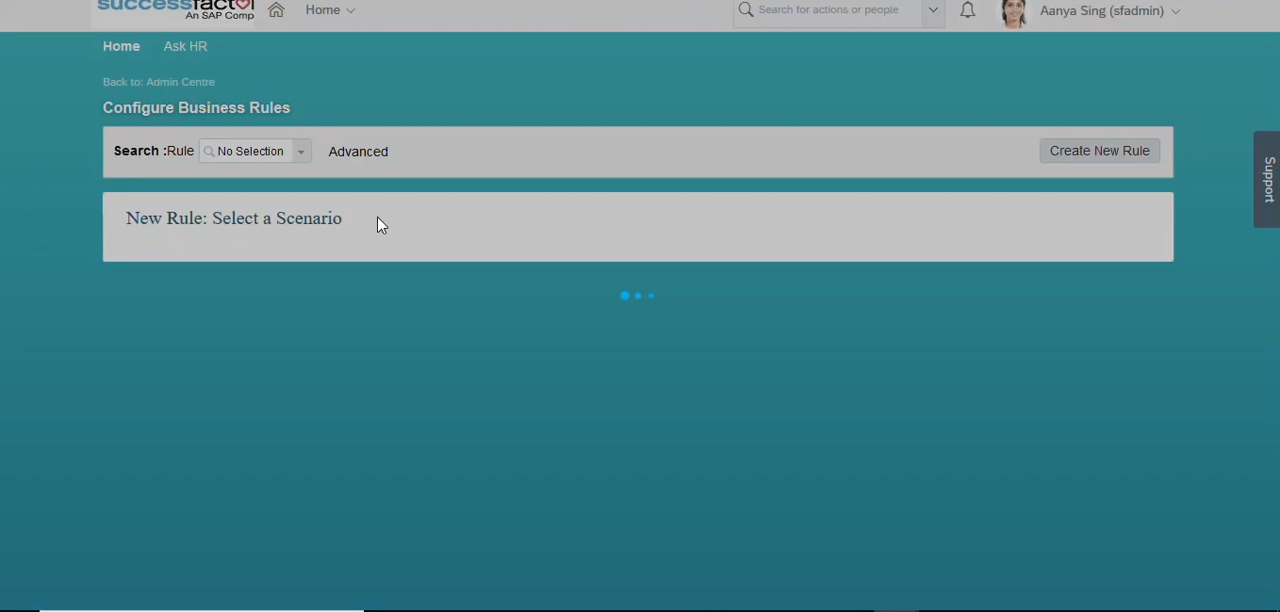 successfactors
An SAP Comp
Home
Search for actions or people
Aanya Sing (sfadmin)
Home Ask HR
Back to: Admin Centre
Configure Business Rules
Search :Rule No Selection Advanced Create New Rule
Support
New Rule: Select a Scenario